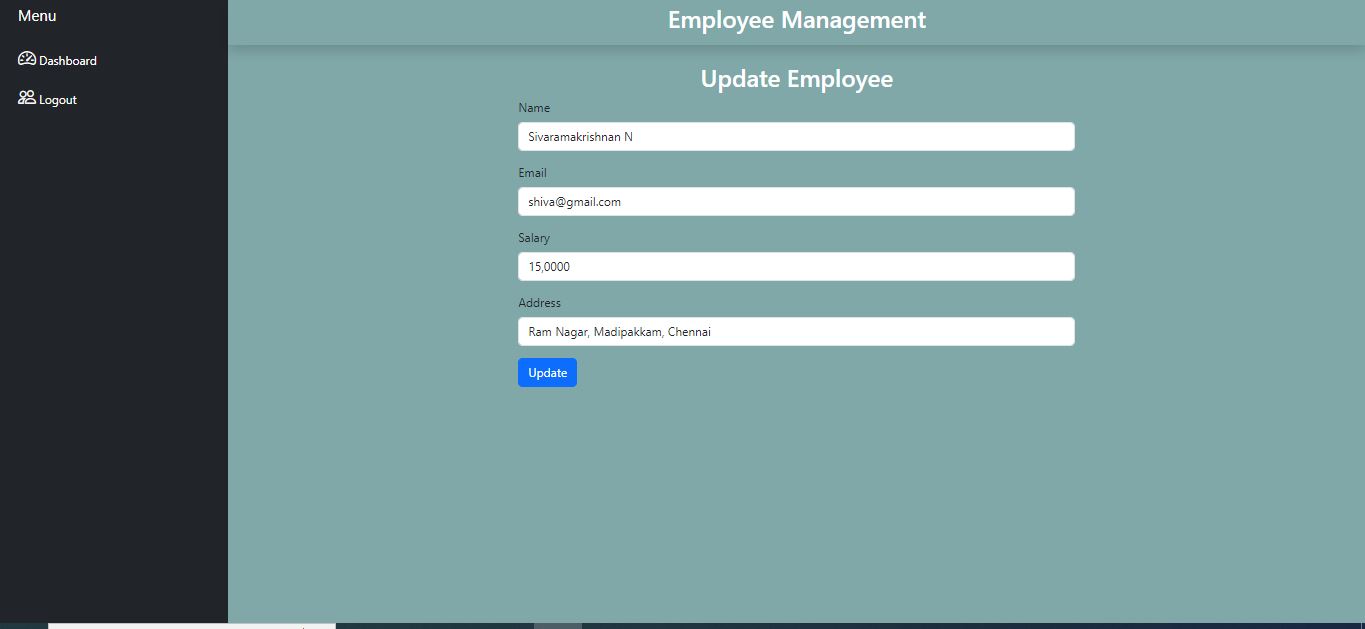 Menu
Dashboard
Logout
Employee Management
Update Employee
Name
Sivaramakrishnan N
Email
shiva@gmail.com
Salary
15,0000
Address
Ram Nagar, Madipakkam, Chennai
Update